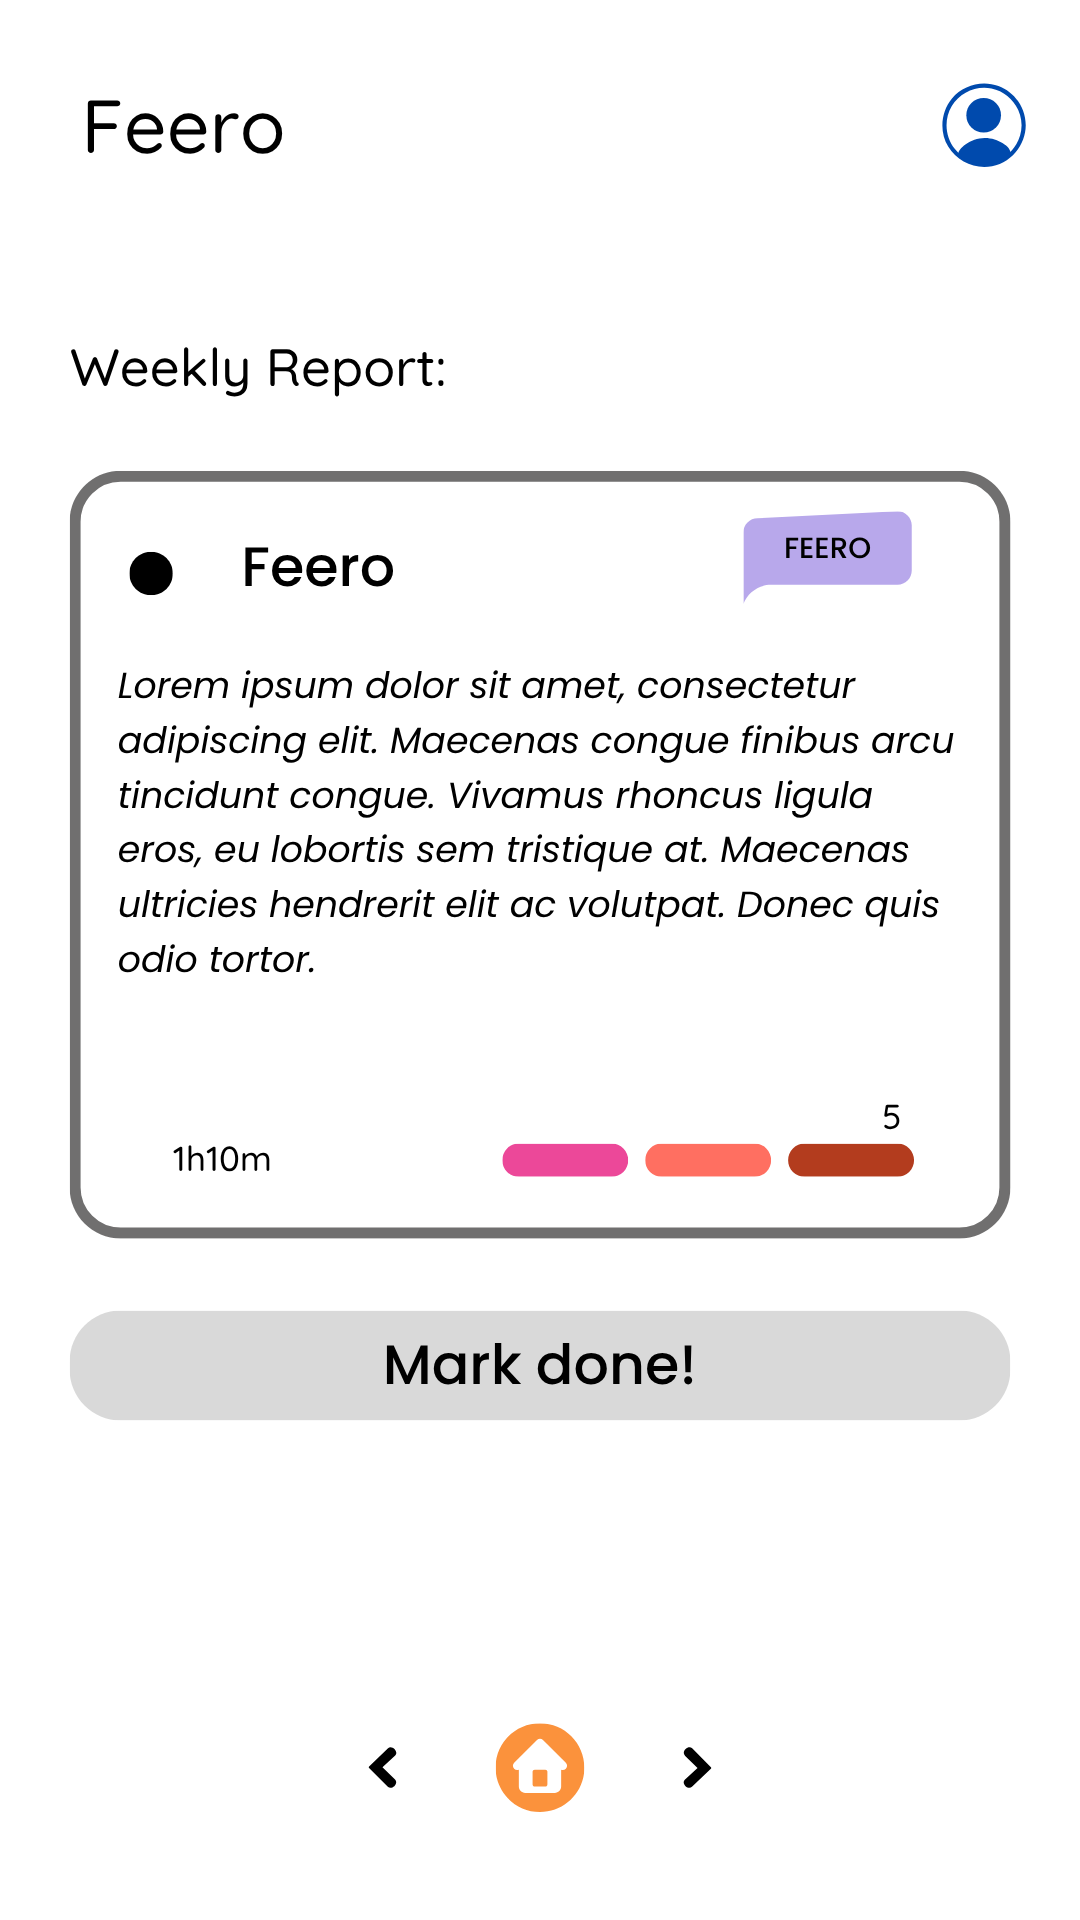 Feero
Weekly Report:
Feero
FEERO
Lorem ipsum dolor sit amet, consectetur
adipiscing elit. Maecenas congue finibus arcu
tincidunt congue. Vivamus rhoncus ligula
eros, eu lobortis sem tristique at. Maecenas
ultricies hendrerit elit ac volutpat. Donec quis
odio tortor.
5
1h10m
Mark done!